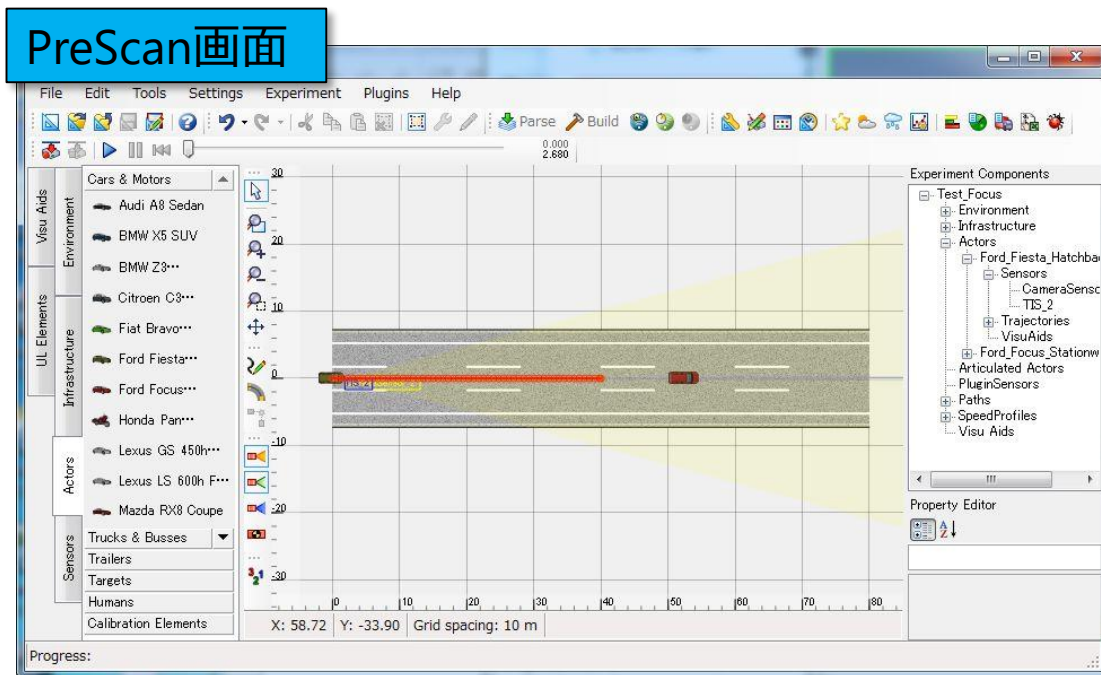 PreScan画面
File Edit Tools Settings Experiment Plugins Help
Parse Build
0.000
2.680
Visu Aids
UL Elements
Environment
Infrastructure
Actors
Sensors
Cars & Motors
Audi A8 Sedan
BMW X5 SUV
BMW Z3···
Citroen C3···
Fiat Bravo···
Ford Fiesta···
Ford Focus···
Honda Pan···
Lexus GS 450h···
Lexus LS 600h F···
Mazda RX8 Coupe
Trucks & Busses
Trailers
Targets
Humans
Calibration Elements
30
20
10
0
-10
-20
-30
TIS_2
0 10 20 30 40 50 60 70 80
X: 58.72 Y: -33.90 Grid spacing: 10 m
Experiment Components
Test_Focus
Environment
Infrastructure
Actors
Ford_Fiesta_Hatchba
Sensors
CameraSenso
TIS_2
Trajectories
VisuAids
Ford_Focus_Stationw
Articulated Actors
PluginSensors
Paths
SpeedProfiles
Visu Aids
Property Editor
Progress: